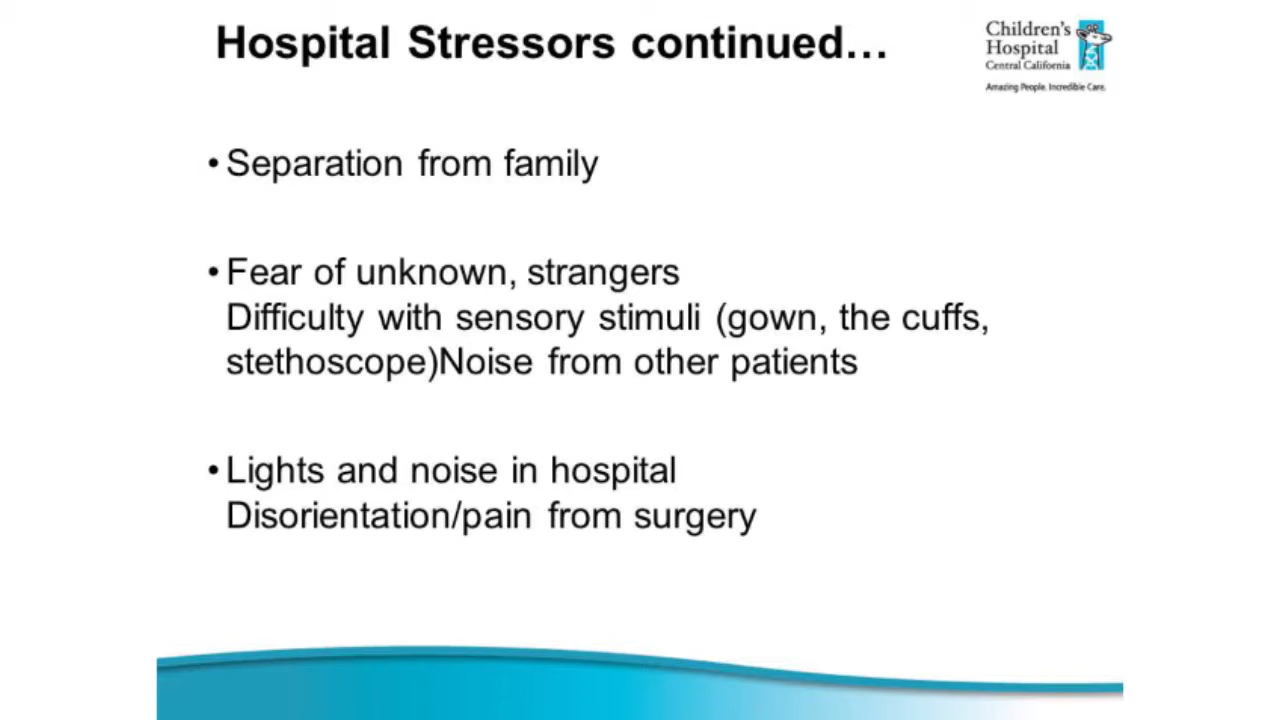 Hospital Stressors continued…
Children's
Hospital
Central California
Amazing People. Incredible Care.
• Separation from family
• Fear of unknown, strangers
Difficulty with sensory stimuli (gown, the cuffs,
stethoscope)Noise from other patients
• Lights and noise in hospital
Disorientation/pain from surgery